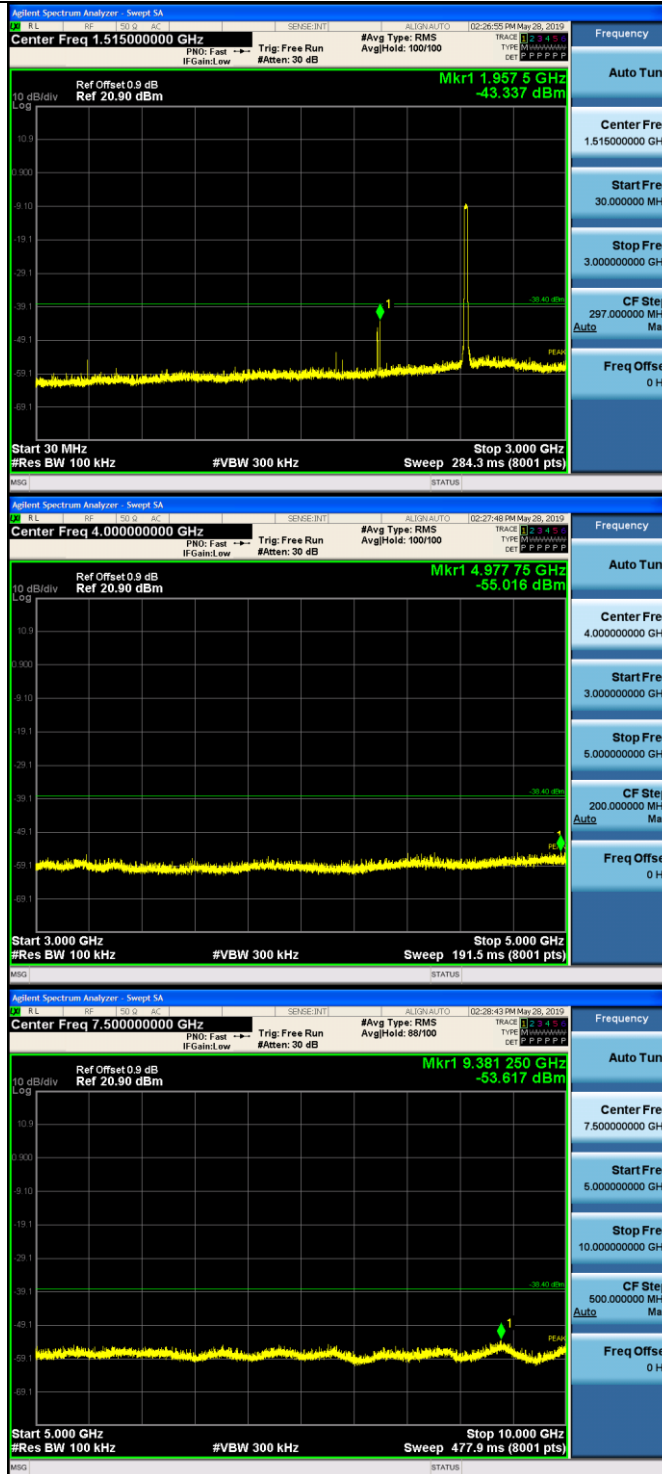 Agilent Spectrum Analyzer - Swept SA
RL RF 50 Ω AC SENSE:INT ALIGN AUTO 02:26:55 PM May 28, 2019
Center Freq 1.515000000 GHz #Avg Type: RMS TRACE 1 2 3 4 5 6
PNO: Fast Trig: Free Run Avg|Hold: 100/100 TYPE M
IFGain:Low #Atten: 30 dB DET P P P P P P
Frequency
Mkr1 1.957 5 GHz
Ref Offset 0.9 dB
10 dB/div Ref 20.90 dBm -43.337 dBm
Log
10.9
0.900
-9.10
-19.1
-29.1
-39.1
-49.1
-59.1
-69.1
-38.40 dBm
1
PEAK
Start 30 MHz Stop 3.000 GHz
#Res BW 100 kHz #VBW 300 kHz Sweep 284.3 ms (8001 pts)
MSG STATUS
Auto Tun
Center Fre
1.515000000 GH
Start Fre
30.000000 MH
Stop Fre
3.000000000 GH
CF Ste
297.000000 MH
Auto Ma
Freq Offse
0 H
Agilent Spectrum Analyzer - Swept SA
RL RF 50 Ω AC SENSE:INT ALIGN AUTO 02:27:48 PM May 28, 2019
Center Freq 4.000000000 GHz #Avg Type: RMS TRACE 1 2 3 4 5 6
PNO: Fast Trig: Free Run Avg|Hold: 100/100 TYPE M
IFGain:Low #Atten: 30 dB DET P P P P P P
Frequency
Mkr1 4.977 75 GHz
Ref Offset 0.9 dB
10 dB/div Ref 20.90 dBm -55.016 dBm
Log
10.9
0.900
-9.10
-19.1
-29.1
-39.1
-49.1
-59.1
-69.1
-38.40 dBm
1
Start 3.000 GHz Stop 5.000 GHz
#Res BW 100 kHz #VBW 300 kHz Sweep 191.5 ms (8001 pts)
MSG STATUS
Auto Tun
Center Fre
4.000000000 GH
Start Fre
3.000000000 GH
Stop Fre
5.000000000 GH
CF Ste
200.000000 MH
Auto Ma
Freq Offse
0 H
Agilent Spectrum Analyzer - Swept SA
RL RF 50 Ω AC SENSE:INT ALIGN AUTO 02:28:43 PM May 28, 2019
Center Freq 7.500000000 GHz #Avg Type: RMS TRACE 1 2 3 4 5 6
PNO: Fast Trig: Free Run Avg|Hold: 88/100 TYPE M
IFGain:Low #Atten: 30 dB DET P P P P P P
Frequency
Mkr1 9.381 250 GHz
Ref Offset 0.9 dB
10 dB/div Ref 20.90 dBm -53.617 dBm
Log
10.9
0.900
-9.10
-19.1
-29.1
-39.1
-49.1
-59.1
-69.1
-38.40 dBm
1
PEAK
Start 5.000 GHz Stop 10.000 GHz
#Res BW 100 kHz #VBW 300 kHz Sweep 477.9 ms (8001 pts)
MSG STATUS
Auto Tun
Center Fre
7.500000000 GH
Start Fre
5.000000000 GH
Stop Fre
10.000000000 GH
CF Ste
500.000000 MH
Auto Ma
Freq Offse
0 H